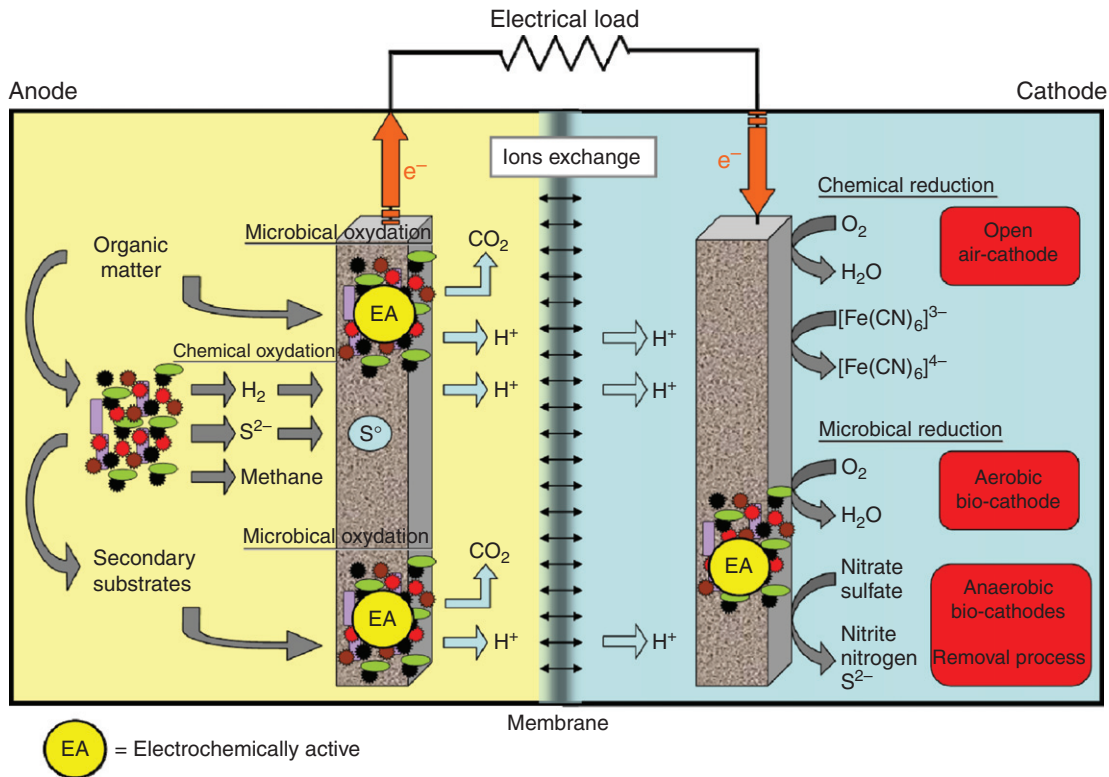 Electrical load
Anode
Cathode
Ions exchange
e⁻
e⁻
Chemical reduction
Microbical oxydation
CO₂
O₂
Open
air-cathode
H₂O
Organic
matter
EA
H⁺
H⁺
[Fe(CN)₆]³⁻
Chemical oxydation
[Fe(CN)₆]⁴⁻
H₂
H⁺
H⁺
S²⁻
S°
Microbical reduction
Methane
O₂
Aerobic
bio-cathode
H₂O
Microbical oxydation
CO₂
Secondary
substrates
EA
Nitrate
sulfate
Anaerobic
bio-cathodes
EA
H⁺
H⁺
Nitrite
nitrogen
S²⁻
Removal process
Membrane
EA = Electrochemically active